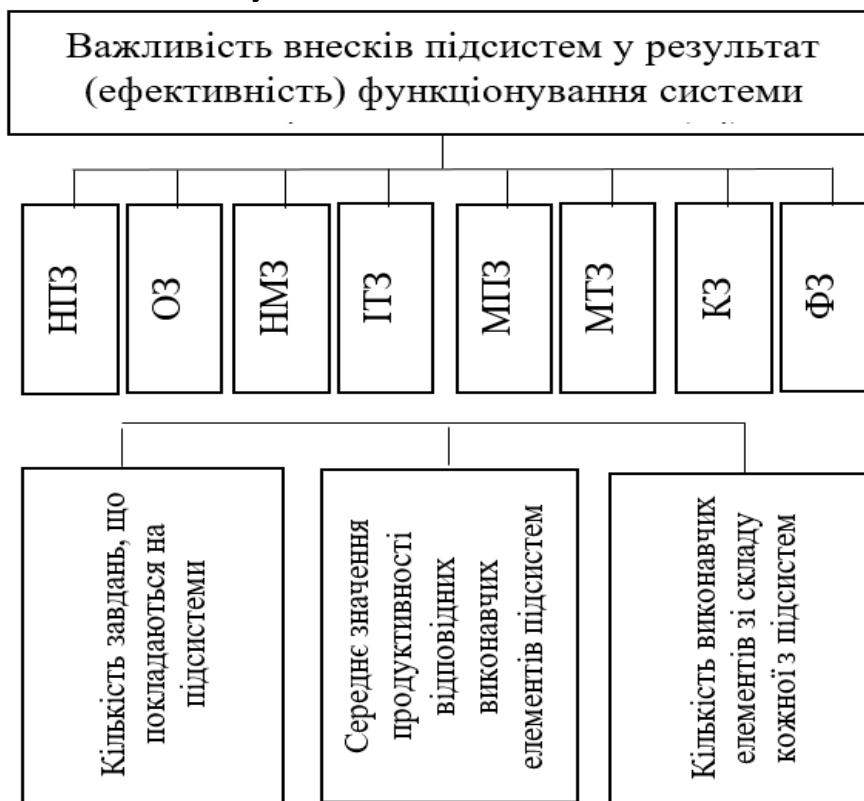 Важливість внесків підсистем у результат
(ефективність) функціонування системи
НПЗ
ОЗ
НМЗ
ІТЗ
МПЗ
МТЗ
КЗ
ФЗ
Кількість завдань, що
покладаються на
підсистеми
Середнє значення
продуктивності
відповідних
виконавчих
елементів підсистем
Кількість виконавчих
елементів зі складу
кожної з підсистем